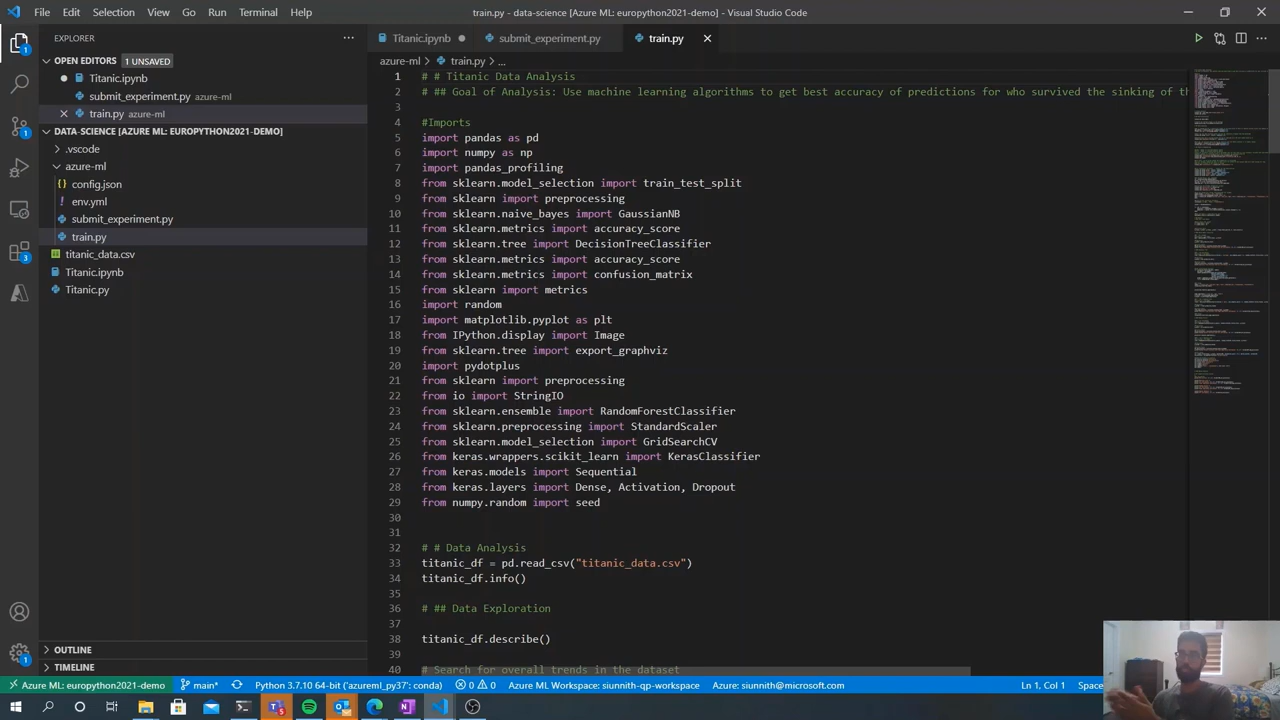 File Edit Selection View Go Run Terminal Help
train.py - data-science [Azure ML: europython2021-demo] - Visual Studio Code
EXPLORER
OPEN EDITORS 1 UNSAVED
Titanic.ipynb
submit_experiment.py azure-ml
train.py azure-ml
DATA-SCIENCE [AZURE ML: EUROPYTHON2021-DEMO]
.vscode
azure-ml
config.json
env.yml
submit_experiment.py
train.py
titanic_data.csv
Titanic.ipynb
Titanic.py
OUTLINE
TIMELINE
Titanic.ipynb submit_experiment.py train.py
azure-ml train.py ...
1 # # Titanic Data Analysis
2 # ## Goal of Analysis: Use machine learning algorithms to get best accuracy of predictions for who survived the sinking of th
3
4 #Imports
5 import pandas as pd
6 import numpy as np
7 import sklearn
8 from sklearn.model_selection import train_test_split
9 from sklearn import preprocessing
10 from sklearn.naive_bayes import GaussianNB
11 from sklearn.metrics import accuracy_score
12 from sklearn.tree import DecisionTreeClassifier
13 from sklearn.metrics import accuracy_score
14 from sklearn.metrics import confusion_matrix
15 from sklearn import metrics
16 import random
17 import matplotlib
18 from IPython.display import Image
19 from sklearn.tree import export_graphviz
20 import pydotplus
21 from sklearn import preprocessing
22 from six import StringIO
23 from sklearn.ensemble import RandomForestClassifier
24 from sklearn.preprocessing import StandardScaler
25 from sklearn.model_selection import GridSearchCV
26 from keras.wrappers.scikit_learn import KerasClassifier
27 from keras.models import Sequential
28 from keras.layers import Dense, Activation, Dropout
29 from numpy.random import seed
30
31
32 # # Data Analysis
33 titanic_df = pd.read_csv("titanic_data.csv")
34 titanic_df.info()
35
36 # ## Data Exploration
37
38 titanic_df.describe()
39
40 # Search for overall trends in the dataset
Azure ML: europython2021-demo main* Python 3.7.10 64-bit ('azureml_py37': conda) 0 0 Azure ML Workspace: siunnith-qp-workspace Azure: siunnith@microsoft.com Ln 1, Col 1 Spaces